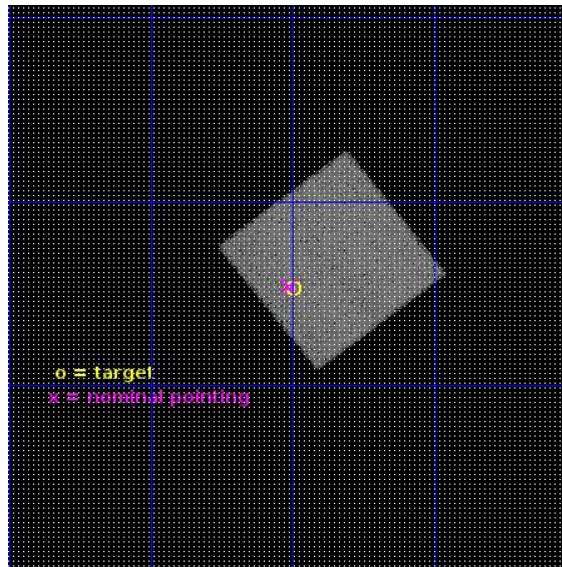 o = target
x = nominal pointing